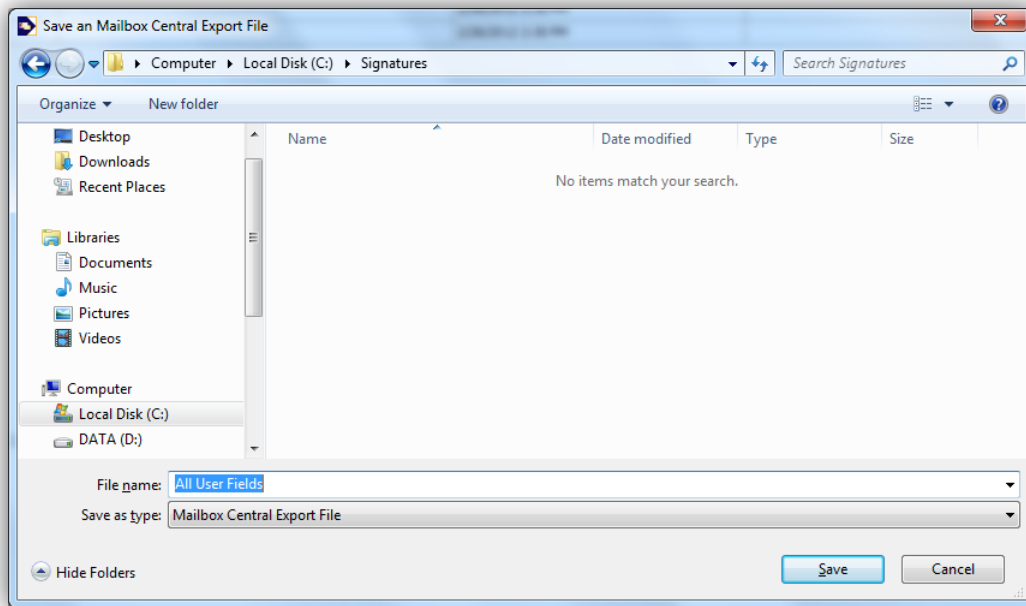 Save an Mailbox Central Export File
Computer Local Disk (C:) Signatures
Search Signatures
Organize New folder
Name Date modified Type Size
No items match your search.
Desktop
Downloads
Recent Places
Libraries
Documents
Music
Pictures
Videos
Computer
Local Disk (C:)
DATA (D:)
File name: All User Fields
Save as type: Mailbox Central Export File
Hide Folders
Save Cancel